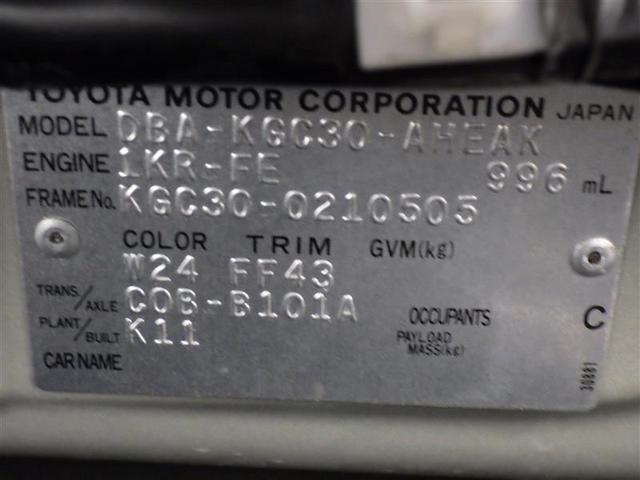 TOYOTA MOTOR CORPORATION JAPAN
MODEL DBA-KGC30-AHEAK
ENGINE 1KR-FE 996 mL
FRAME No. KGC30-0210505
COLOR TRIM GVM(kg)
W24 FF43
TRANS/AXLE C0B-B101A OCCUPANTS C
PLANT/BUILT K11 PAYLOAD MASS(kg)
CAR NAME
30881